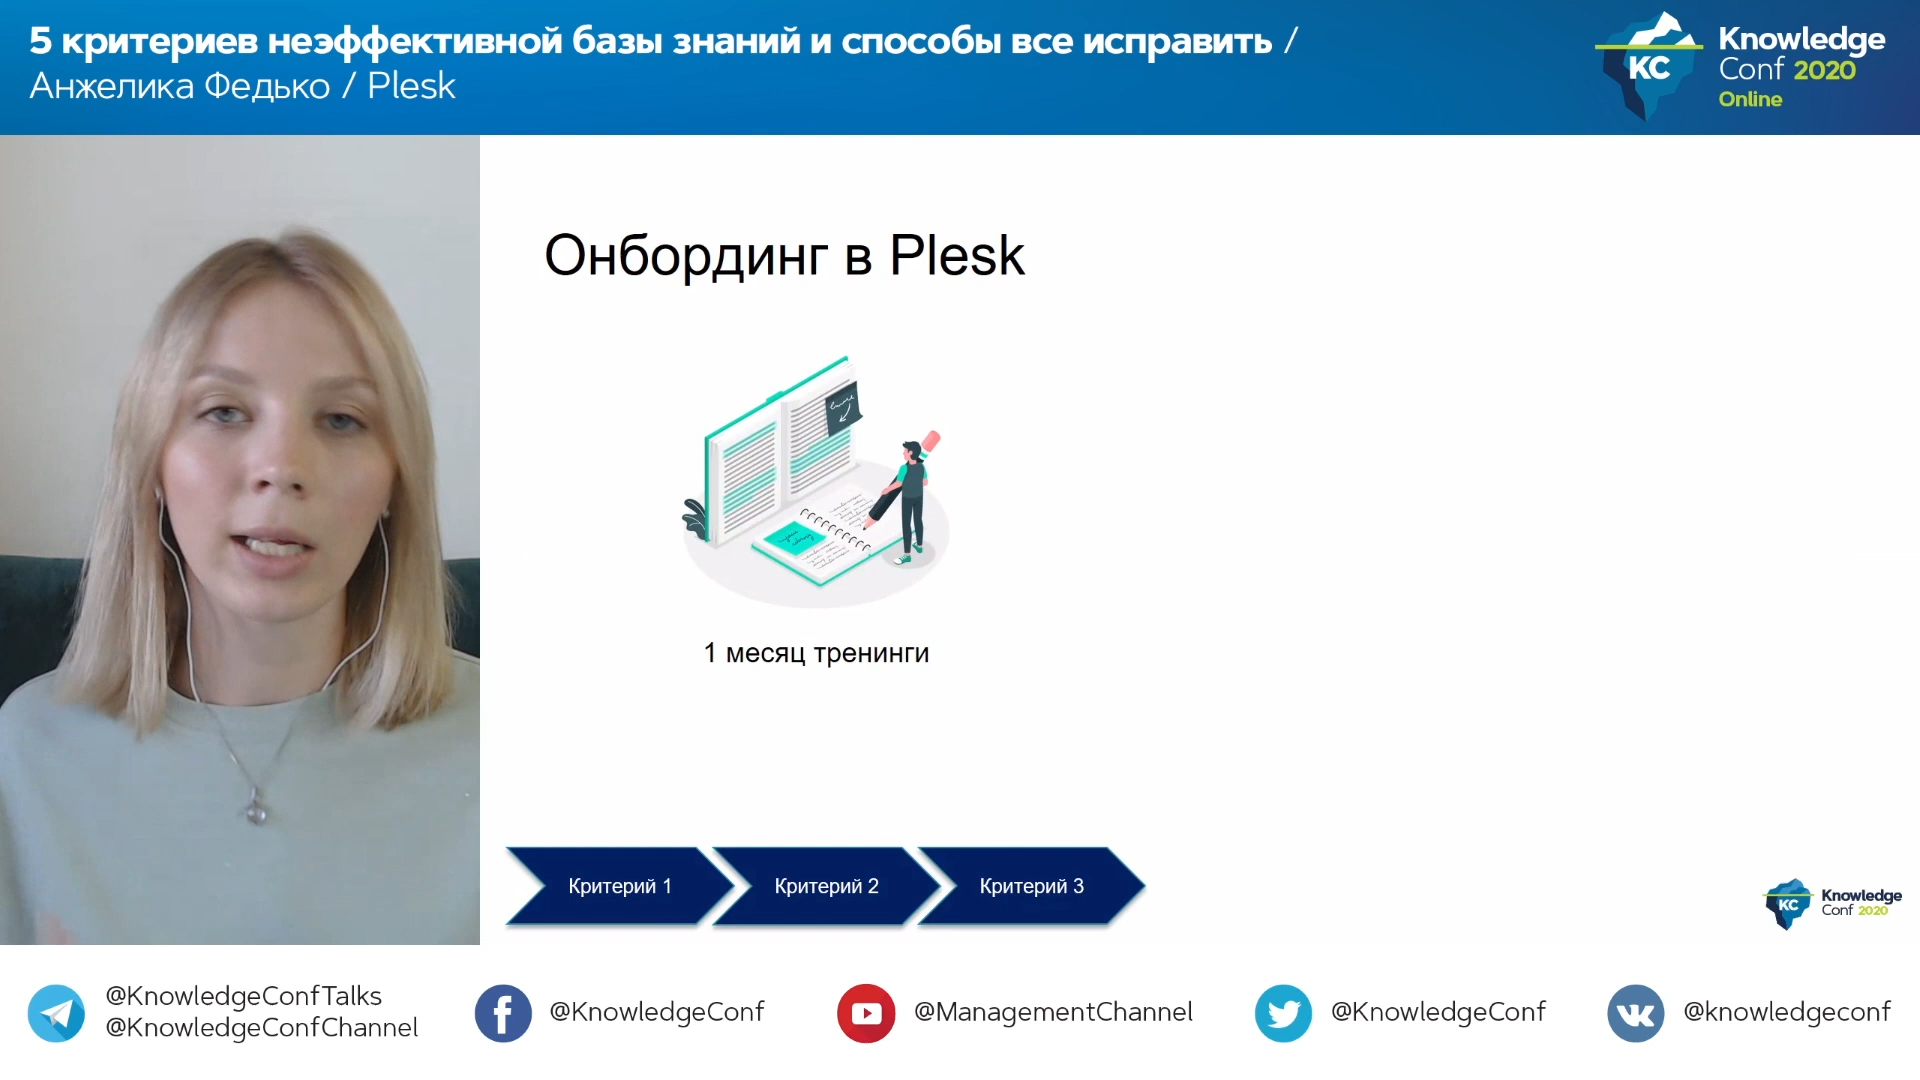 5 критериев неэффективной базы знаний и способы все исправить /
Анжелика Федько / Plesk
KC
Knowledge
Conf 2020
Online
Онбординг в Plesk
1 месяц тренинги
Критерий 1
Критерий 2
Критерий 3
KC
Knowledge
Conf 2020
@KnowledgeConfTalks
@KnowledgeConfChannel
@KnowledgeConf
@ManagementChannel
@KnowledgeConf
@knowledgeconf